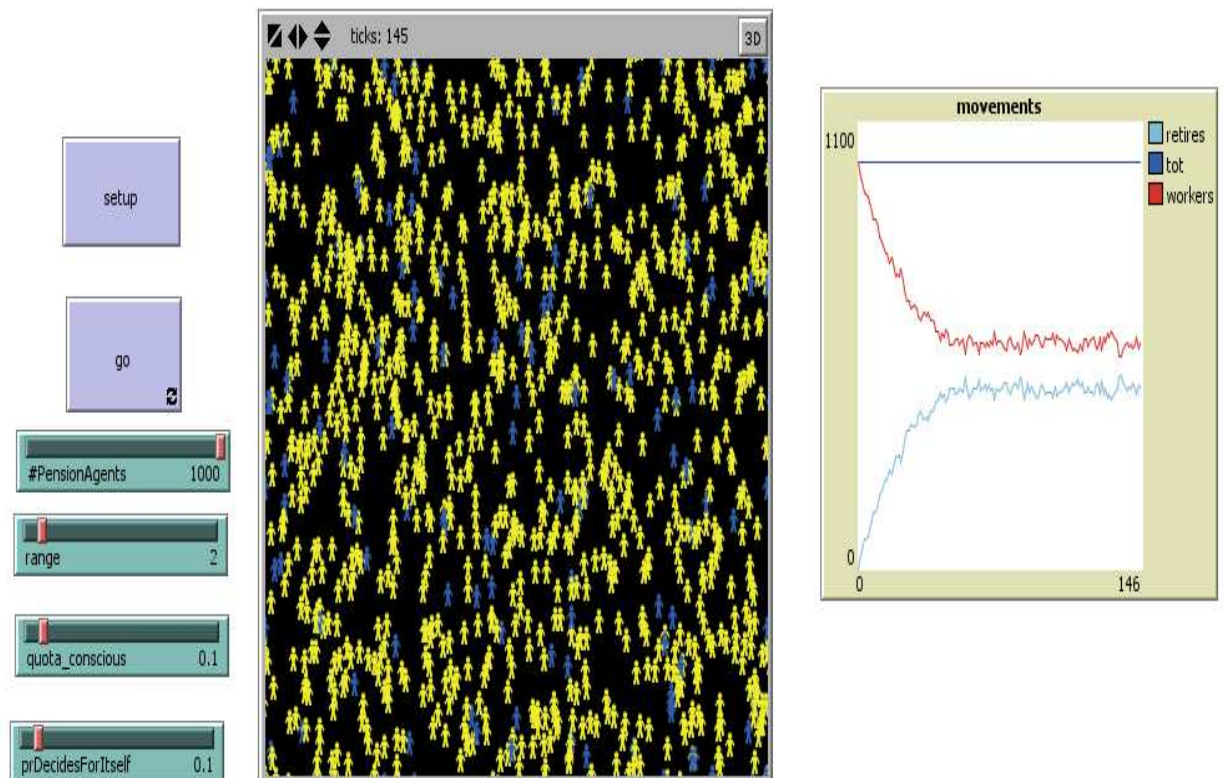 setup
go
#PensionAgents 1000
range 2
quota_conscious 0.1
prDecidesForItself 0.1
ticks: 145
3D
movements
1100
0
0 146
retires
tot
workers